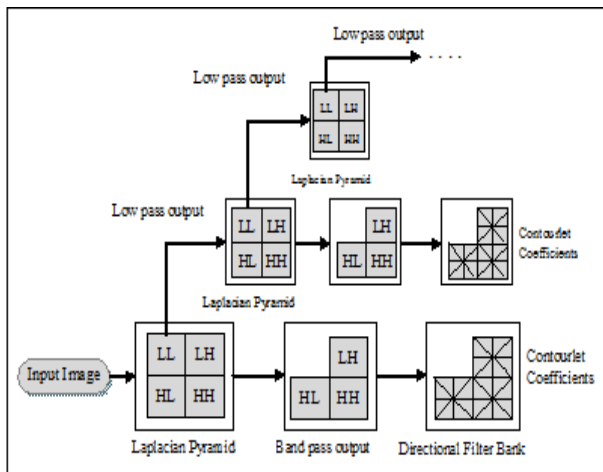 Low pass output
. . . .
Low pass output
LL LH
HL HH
Laplacian Pyramid
Low pass output
LL LH
HL HH
LH
HL HH
Contourlet
Coefficients
Laplacian Pyramid
Input Image
LL LH
HL HH
LH
HL HH
Contourlet
Coefficients
Laplacian Pyramid
Band pass output
Directional Filter Bank